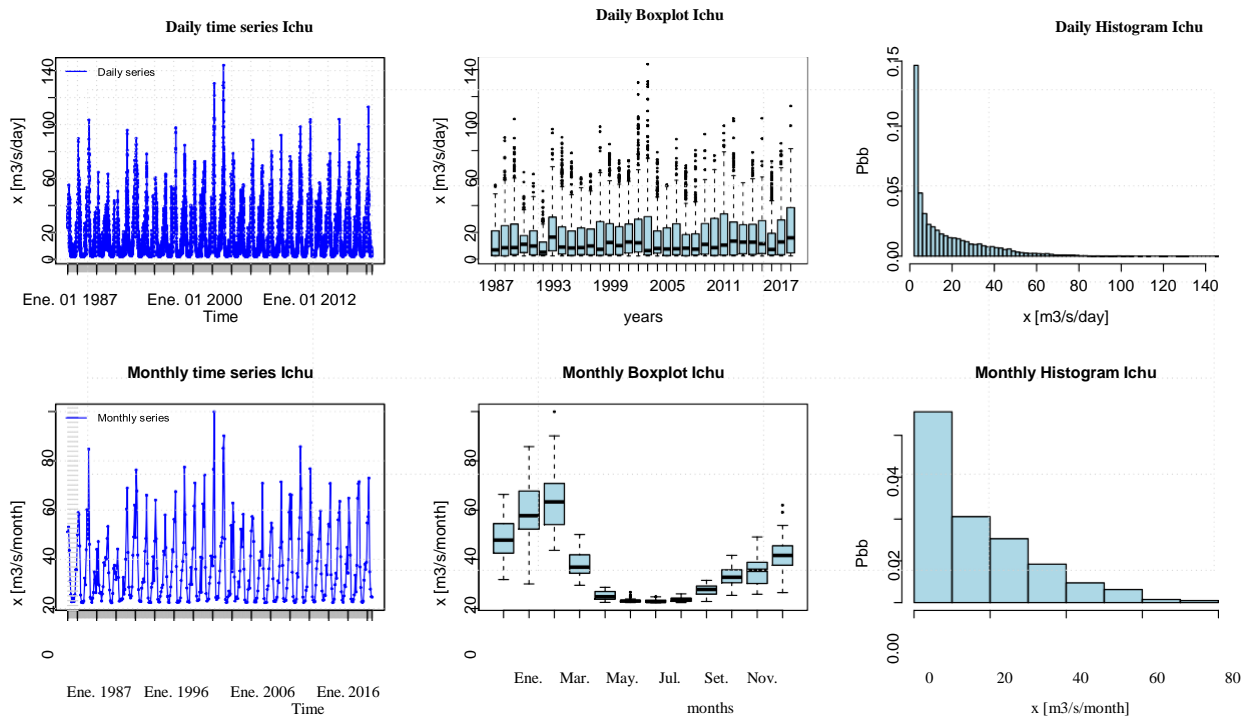 Daily time series Ichu
Daily series
x [m3/s/day]
0 20 60 100 140
Ene. 01 1987 Ene. 01 2000 Ene. 01 2012
Time
Daily Boxplot Ichu
x [m3/s/day]
0 20 60 100 140
1987 1993 1999 2005 2011 2017
years
Daily Histogram Ichu
Pbb
0.00 0.05 0.10 0.15
0 20 40 60 80 100 120 140
x [m3/s/day]
Monthly time series Ichu
Monthly series
x [m3/s/month]
0 20 40 60 80
Ene. 1987 Ene. 1996 Ene. 2006 Ene. 2016
Time
Monthly Boxplot Ichu
x [m3/s/month]
0 20 40 60 80
Ene. Mar. May. Jul. Set. Nov.
months
Monthly Histogram Ichu
Pbb
0.00 0.02 0.04
0 20 40 60 80
x [m3/s/month]